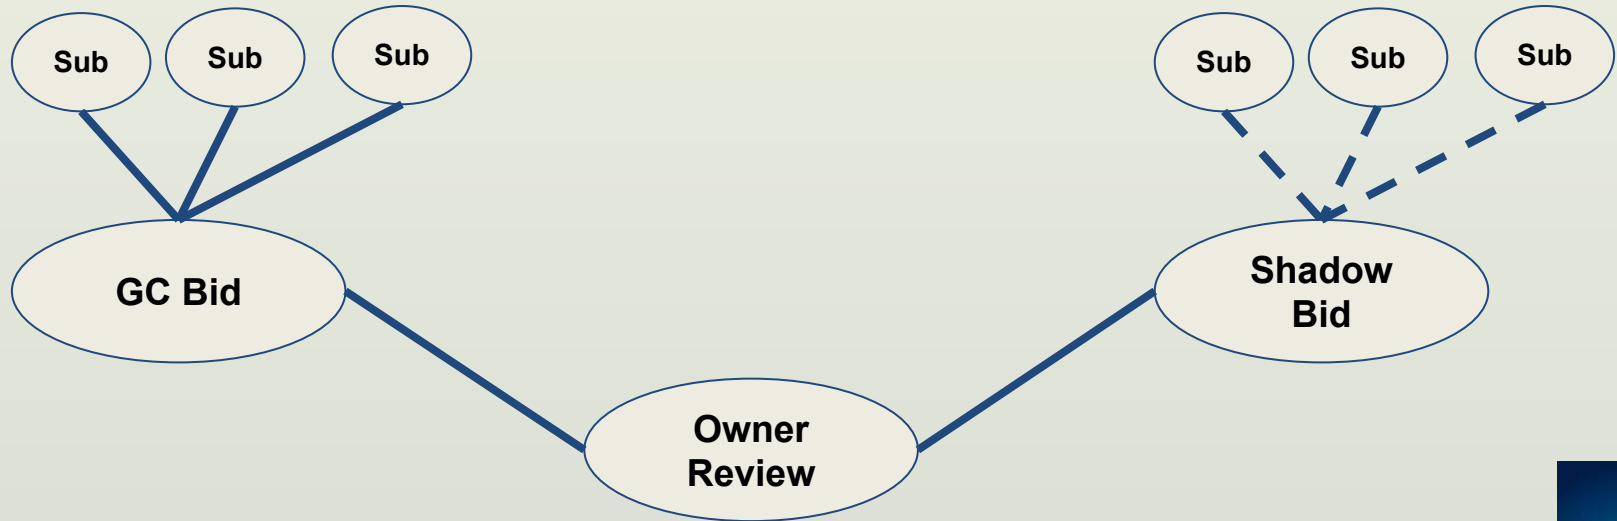 Sub
Sub
Sub
Sub
Sub
Sub
GC Bid
Shadow
Bid
Owner
Review